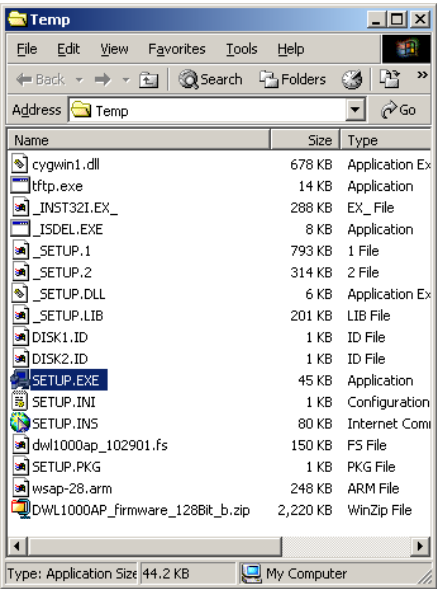 Temp
File Edit View Favorites Tools Help
Back Search Folders »
Address Temp Go
Name Size Type
cygwin1.dll 678 KB Application Ex
tftp.exe 14 KB Application
_INST32I.EX_ 288 KB EX_ File
_ISDEL.EXE 8 KB Application
_SETUP.1 793 KB 1 File
_SETUP.2 314 KB 2 File
_SETUP.DLL 6 KB Application Ex
_SETUP.LIB 201 KB LIB File
DISK1.ID 1 KB ID File
DISK2.ID 1 KB ID File
SETUP.EXE 45 KB Application
SETUP.INI 1 KB Configuration
SETUP.INS 80 KB Internet Com
dwl1000ap_102901.fs 150 KB FS File
SETUP.PKG 1 KB PKG File
wsap-28.arm 248 KB ARM File
DWL1000AP_firmware_128Bit_b.zip 2,220 KB WinZip File
Type: Application Size 44.2 KB My Computer